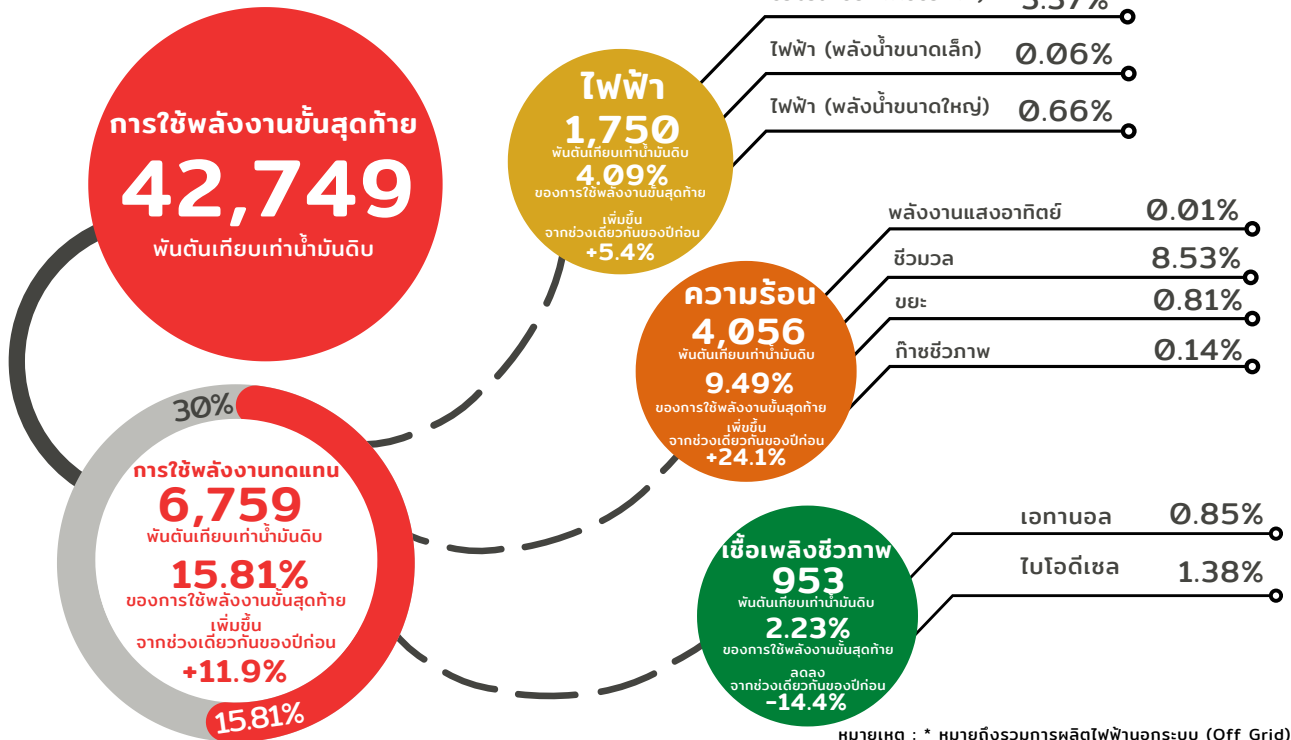 การใช้พลังงานขั้นสุดท้าย
42,749
พันตันเทียบเท่าน้ำมันดิบ
30%
การใช้พลังงานทดแทน
6,759
พันตันเทียบเท่าน้ำมันดิบ
15.81%
ของการใช้พลังงานขั้นสุดท้าย
เพิ่มขึ้น
จากช่วงเดียวกันของปีก่อน
+11.9%
15.81%
ไฟฟ้า
1,750
พันตันเทียบเท่าน้ำมันดิบ
4.09%
ของการใช้พลังงานขั้นสุดท้าย
เพิ่มขึ้น
จากช่วงเดียวกันของปีก่อน
+5.4%
3.37%
ไฟฟ้า (พลังน้ำขนาดเล็ก) 0.06%
ไฟฟ้า (พลังน้ำขนาดใหญ่) 0.66%
ความร้อน
4,056
พันตันเทียบเท่าน้ำมันดิบ
9.49%
ของการใช้พลังงานขั้นสุดท้าย
เพิ่ขขึ้น
จากช่วงเดียวกันของปีก่อน
+24.1%
พลังงานแสงอาทิตย์ 0.01%
ชีวมวล 8.53%
ขยะ 0.81%
ก๊าซชีวภาพ 0.14%
เชื้อเพลิงชีวภาพ
953
พันตันเทียบเท่าน้ำมันดิบ
2.23%
ของการใช้พลังงานขั้นสุดท้าย
ลดลง
จากช่วงเดียวกันของปีก่อน
-14.4%
เอทานอล 0.85%
ไบโอดีเซล 1.38%
หมายเหตุ : * หมายถึงรวมการผลิตไฟฟ้านอกระบบ (Off Grid)